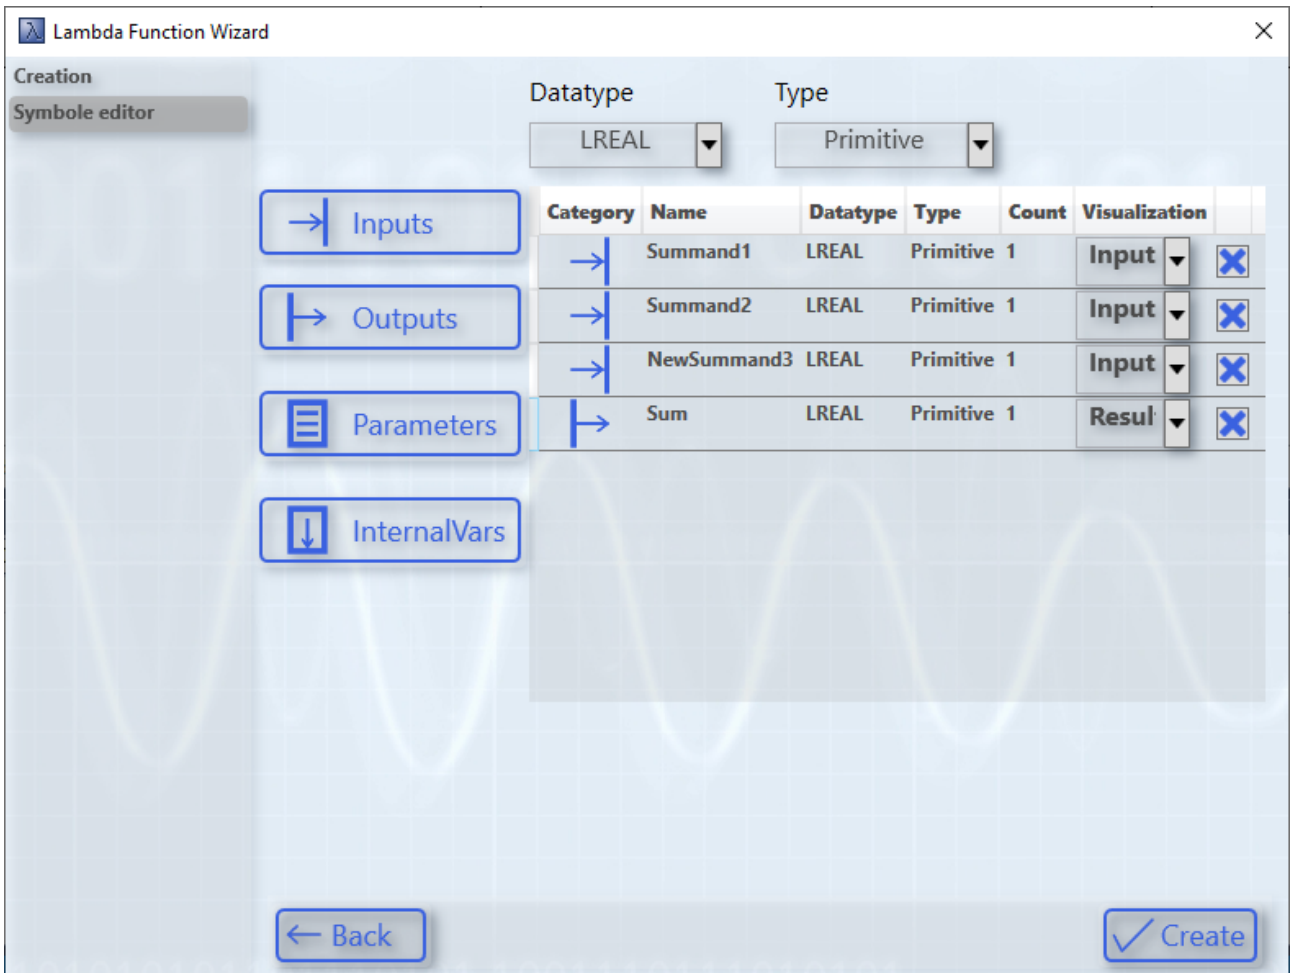 Lambda Function Wizard
Creation
Symbole editor
Datatype Type
LREAL Primitive
Inputs
Outputs
Parameters
InternalVars
Category Name Datatype Type Count Visualization
Summand1 LREAL Primitive 1 Input
Summand2 LREAL Primitive 1 Input
NewSummand3 LREAL Primitive 1 Input
Sum LREAL Primitive 1 Resul
Back Create